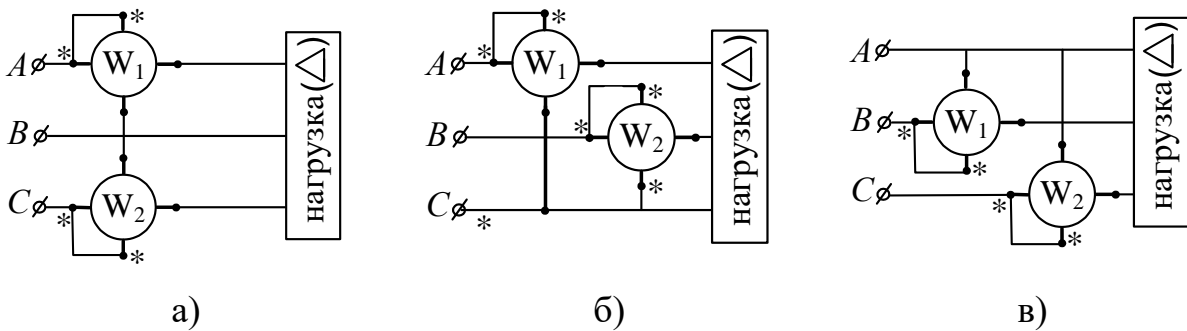 * * W₁ A нагрузка(△)
B
C * W₂ *
а)
* * W₁ A нагрузка(△)
* B W₂
C * *
б)
A нагрузка(△)
B * W₁ *
C * W₂ *
в)